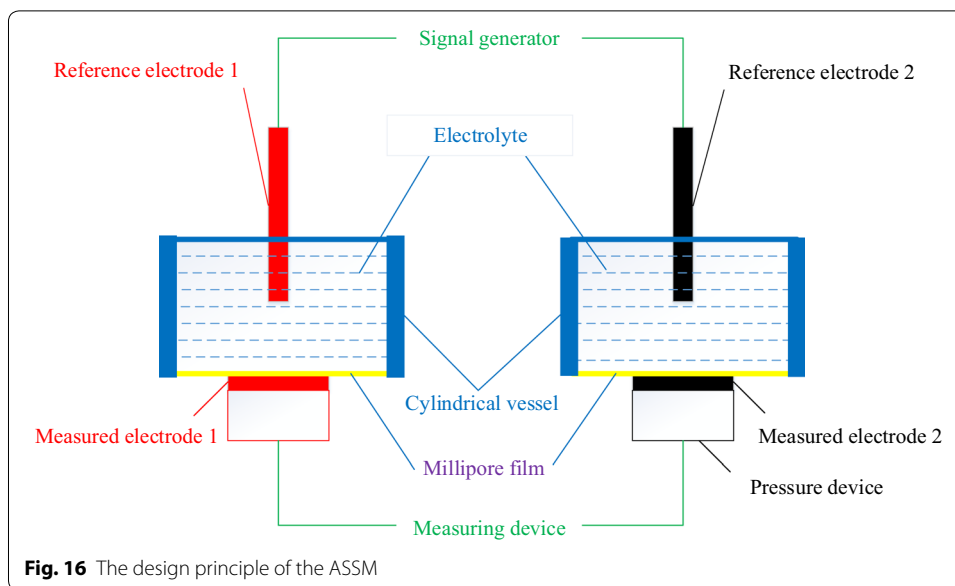 Signal generator
Reference electrode 1
Reference electrode 2
Electrolyte
Cylindrical vessel
Measured electrode 1
Measured electrode 2
Millipore film
Pressure device
Measuring device
Fig. 16 The design principle of the ASSM